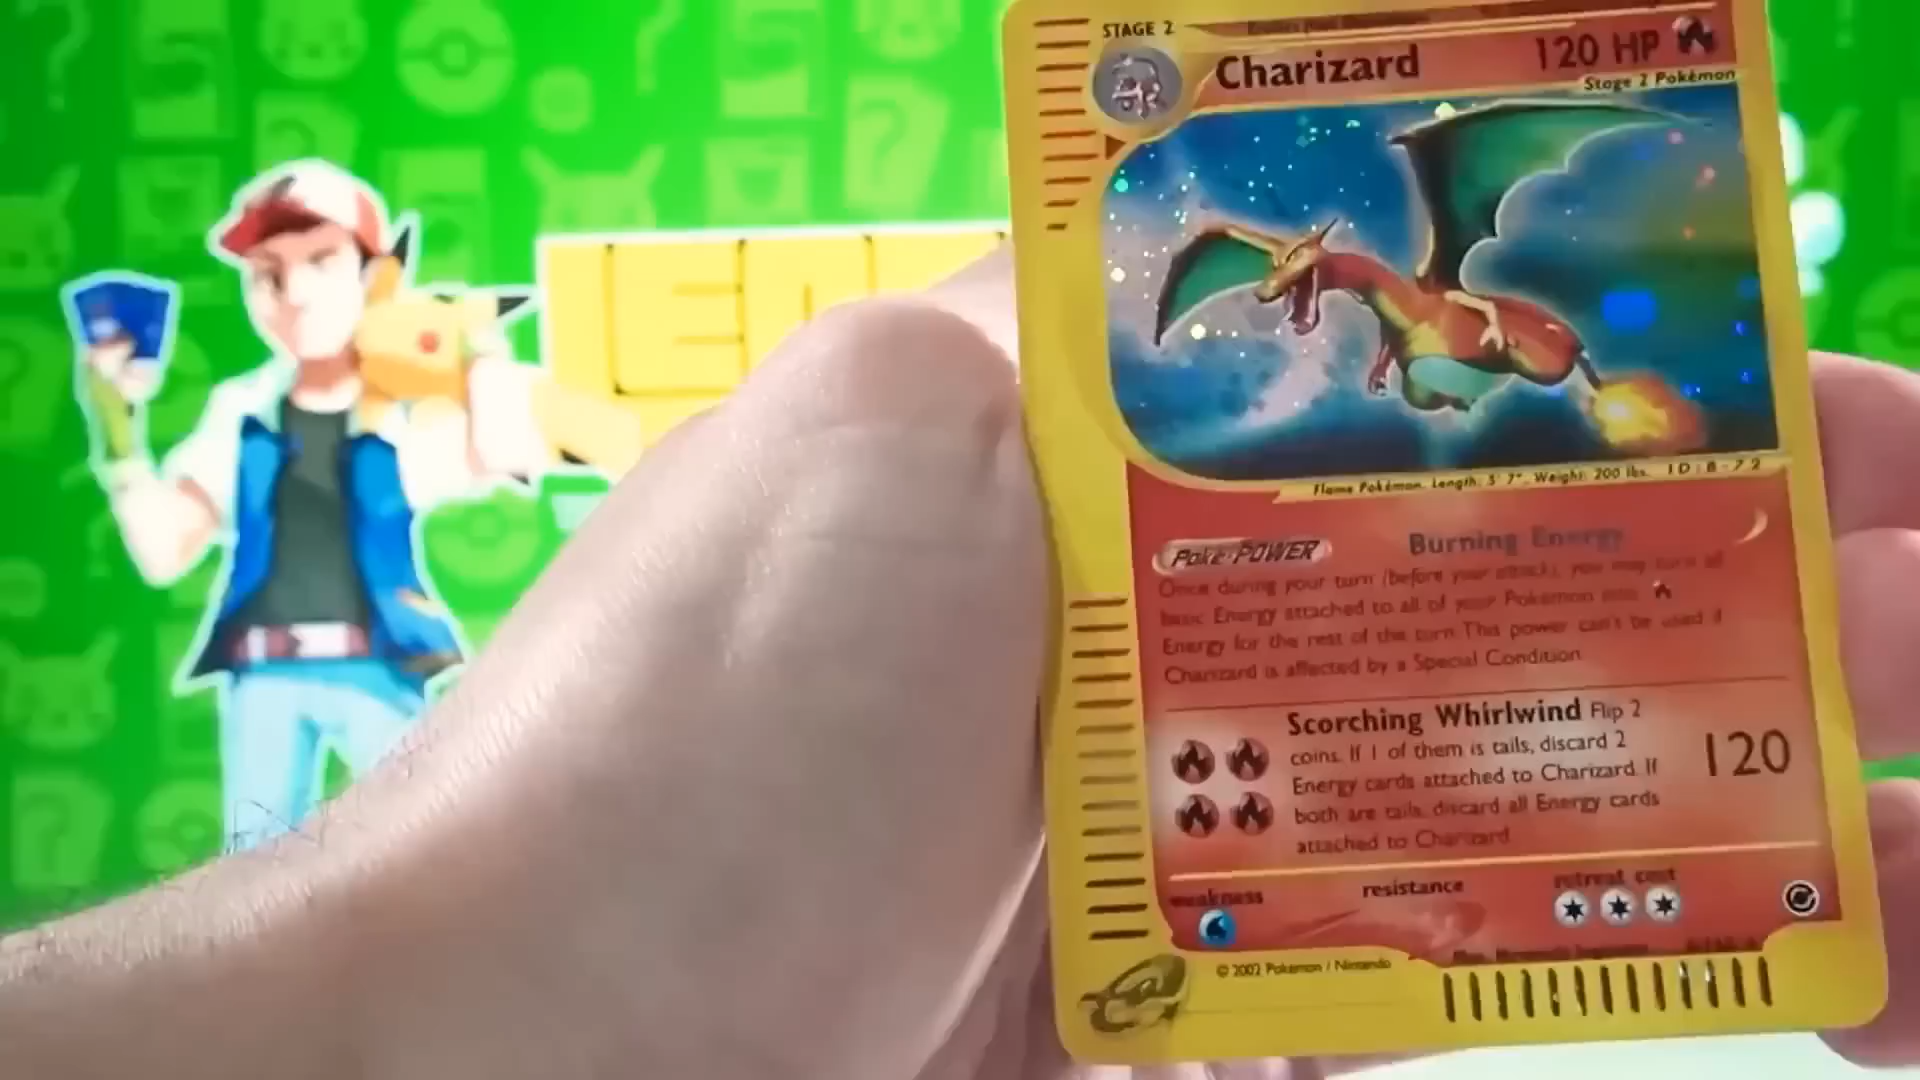 STAGE 2
Charizard 120 HP
Stage 2 Pokémon
Flame Pokémon. Length: 5' 7", Weight: 200 lbs. ID:8-72
Poké-POWER Burning Energy
Once during your turn (before your attack), you may turn all
basic Energy attached to all of your Pokémon into
Energy for the rest of the turn. This power can't be used if
Charizard is affected by a Special Condition.
Scorching Whirlwind Flip 2
coins. If 1 of them is tails, discard 2
Energy cards attached to Charizard. If
both are tails, discard all Energy cards
attached to Charizard.
120
weakness resistance retreat cost
© 2002 Pokémon / Nintendo